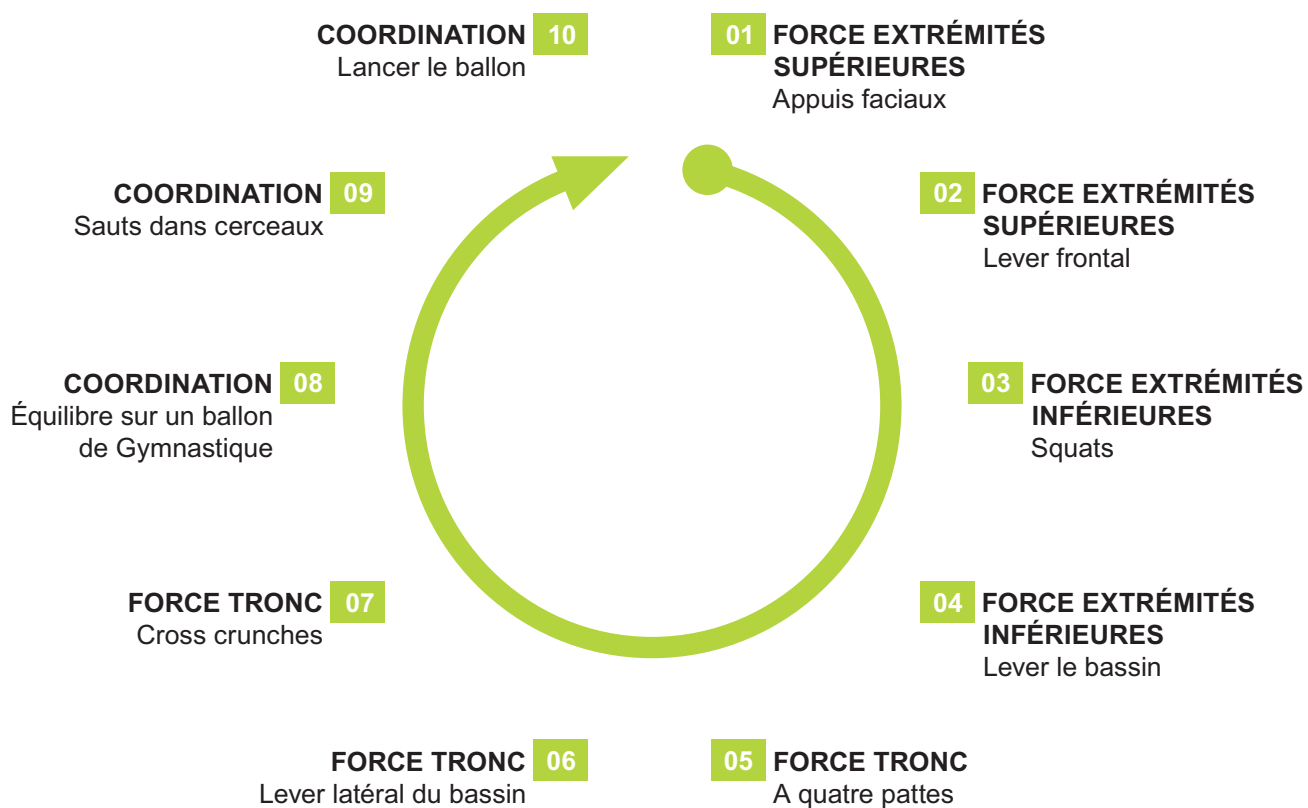 01 FORCE EXTRÉMITÉS
SUPÉRIEURES
Appuis faciaux
02 FORCE EXTRÉMITÉS
SUPÉRIEURES
Lever frontal
03 FORCE EXTRÉMITÉS
INFÉRIEURES
Squats
04 FORCE EXTRÉMITÉS
INFÉRIEURES
Lever le bassin
05 FORCE TRONC
A quatre pattes
FORCE TRONC 06
Lever latéral du bassin
FORCE TRONC 07
Cross crunches
COORDINATION 08
Équilibre sur un ballon
de Gymnastique
COORDINATION 09
Sauts dans cerceaux
COORDINATION 10
Lancer le ballon